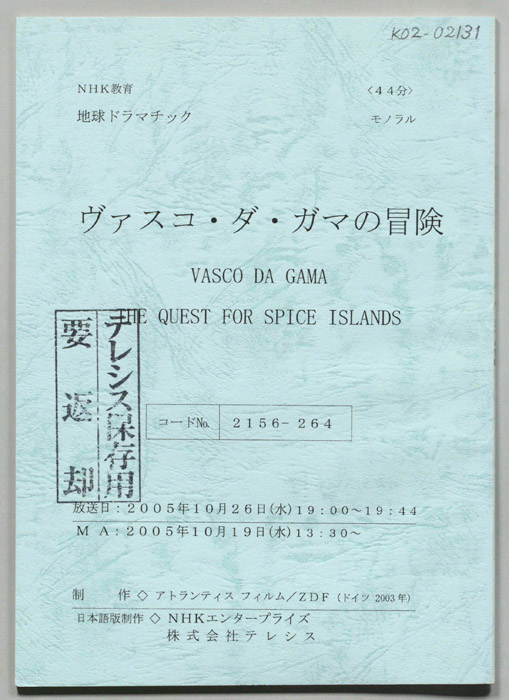 K02-02131
NHK教育 〈44分〉
地球ドラマチック モノラル
ヴァスコ・ダ・ガマの冒険
VASCO DA GAMA
THE QUEST FOR SPICE ISLANDS
テレシス保存用
要返却
コードNo. 2156-264
放送日:2005年10月26日(水)19:00〜19:44
MA:2005年10月19日(水)13:30〜
制 作◇ アトランティス フィルム/ZDF (ドイツ 2003年)
日本語版制作◇ NHKエンタープライズ
株式会社テレシス